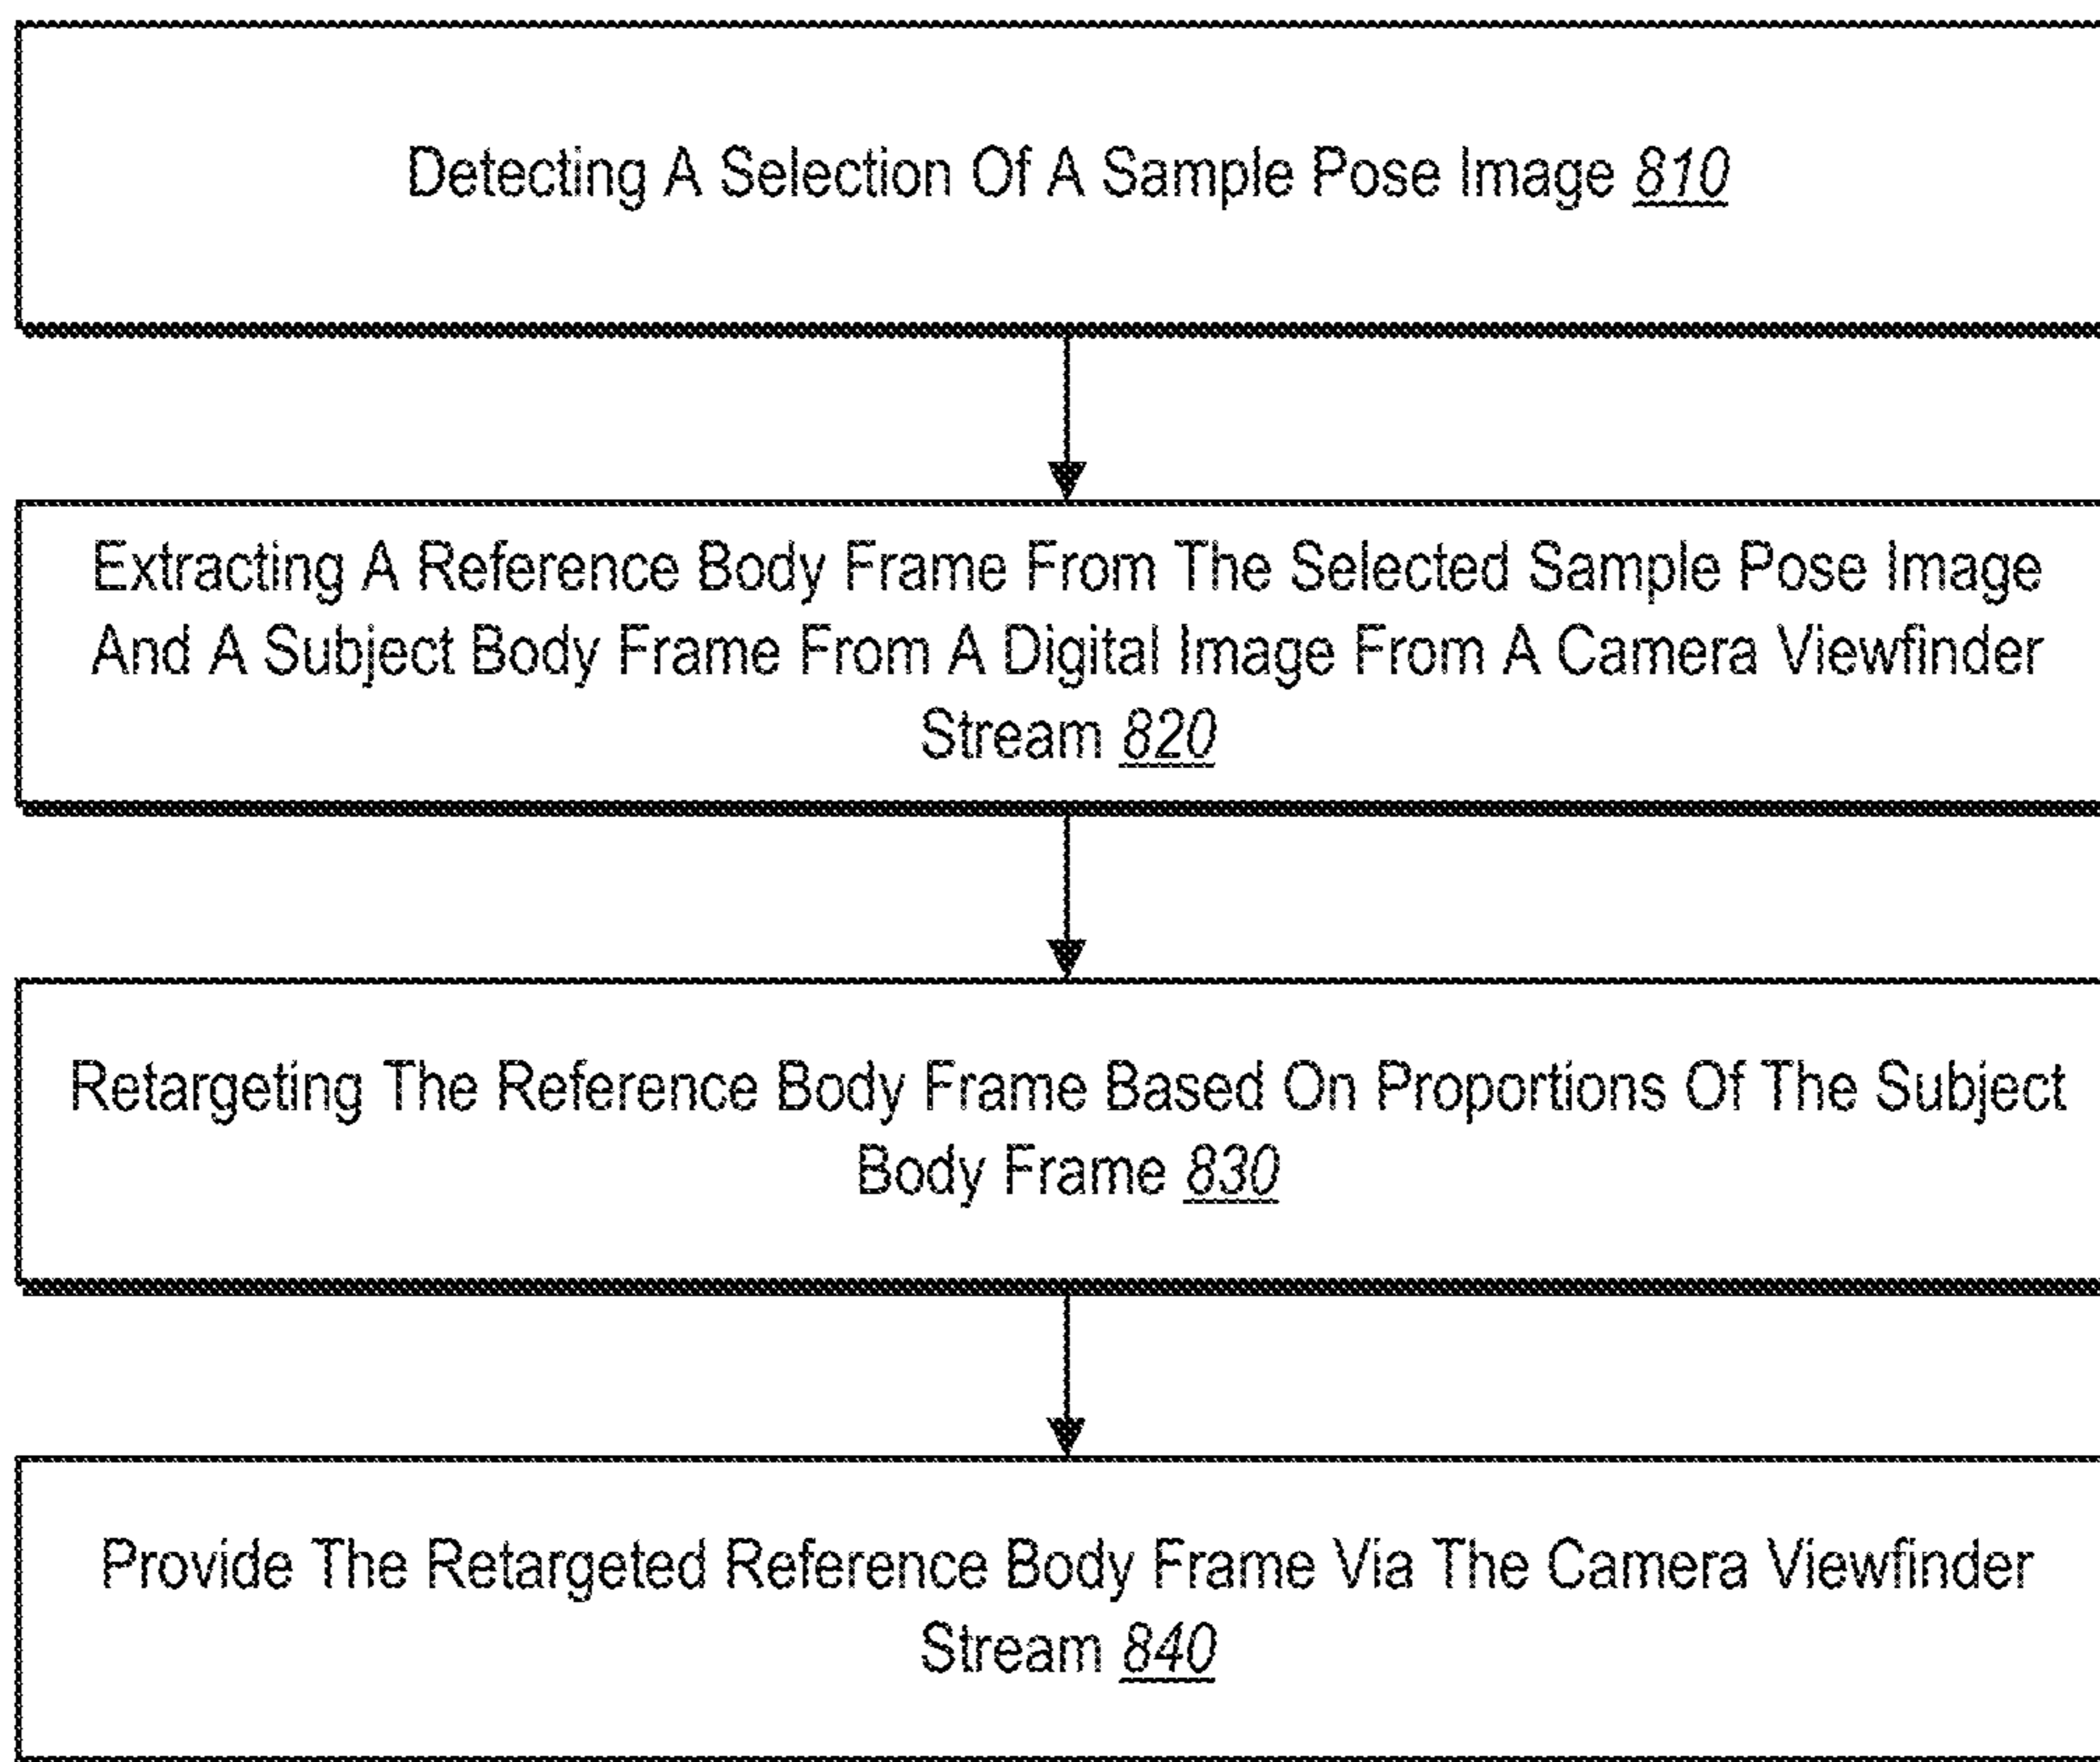 Detecting A Selection Of A Sample Pose Image 810
Extracting A Reference Body Frame From The Selected Sample Pose Image
And A Subject Body Frame From A Digital Image From A Camera Viewfinder
Stream 820
Retargeting The Reference Body Frame Based On Proportions Of The Subject
Body Frame 830
Provide The Retargeted Reference Body Frame Via The Camera Viewfinder
Stream 840